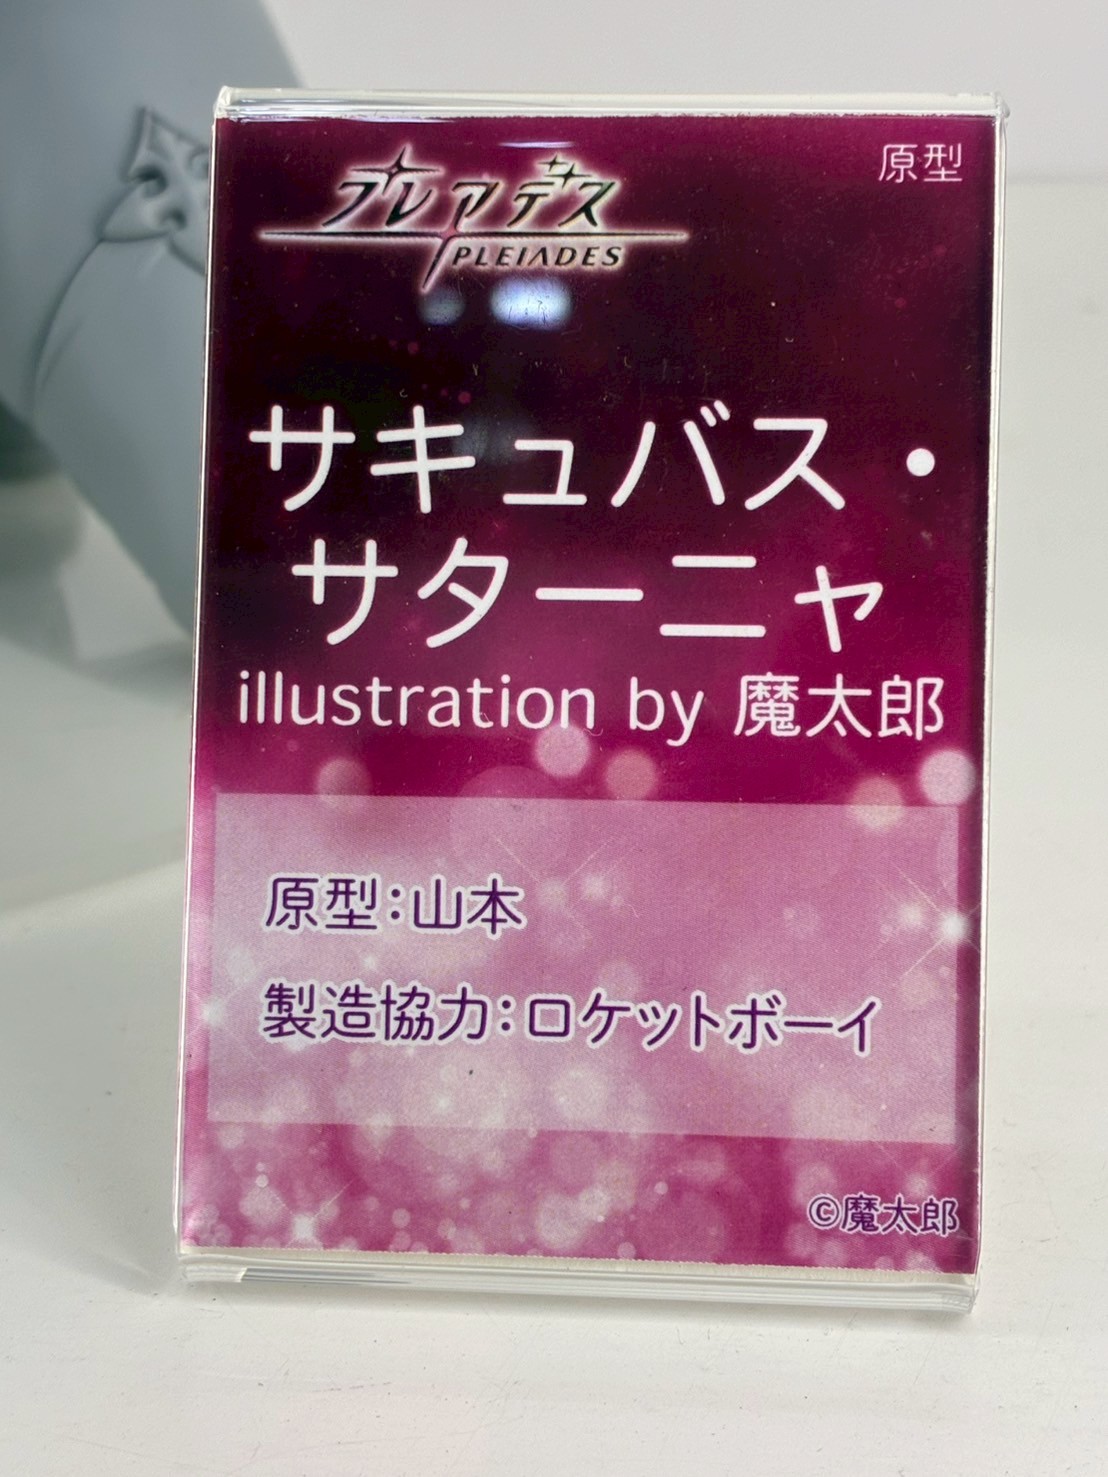 プレアデス
PLEIADES
原型
サキュバス・
サターニャ
illustration by 魔太郎
原型：山本
製造協力：ロケットボーイ
©魔太郎